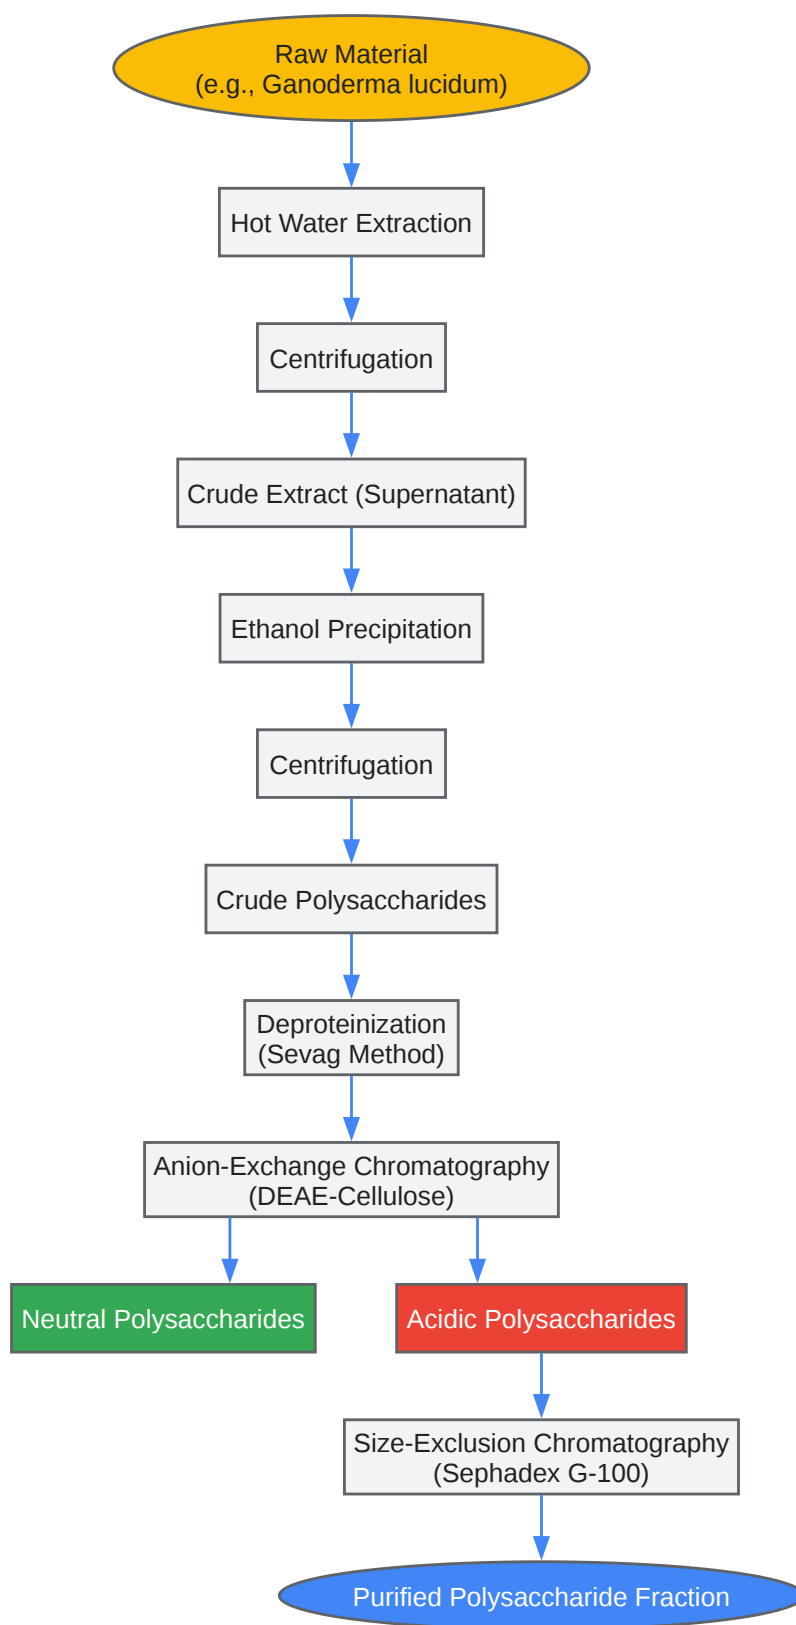 Raw Material
(e.g., Ganoderma lucidum)
Hot Water Extraction
Centrifugation
Crude Extract (Supernatant)
Ethanol Precipitation
Centrifugation
Crude Polysaccharides
Deproteinization
(Sevag Method)
Anion-Exchange Chromatography
(DEAE-Cellulose)
Neutral Polysaccharides
Acidic Polysaccharides
Size-Exclusion Chromatography
(Sephadex G-100)
Purified Polysaccharide Fraction